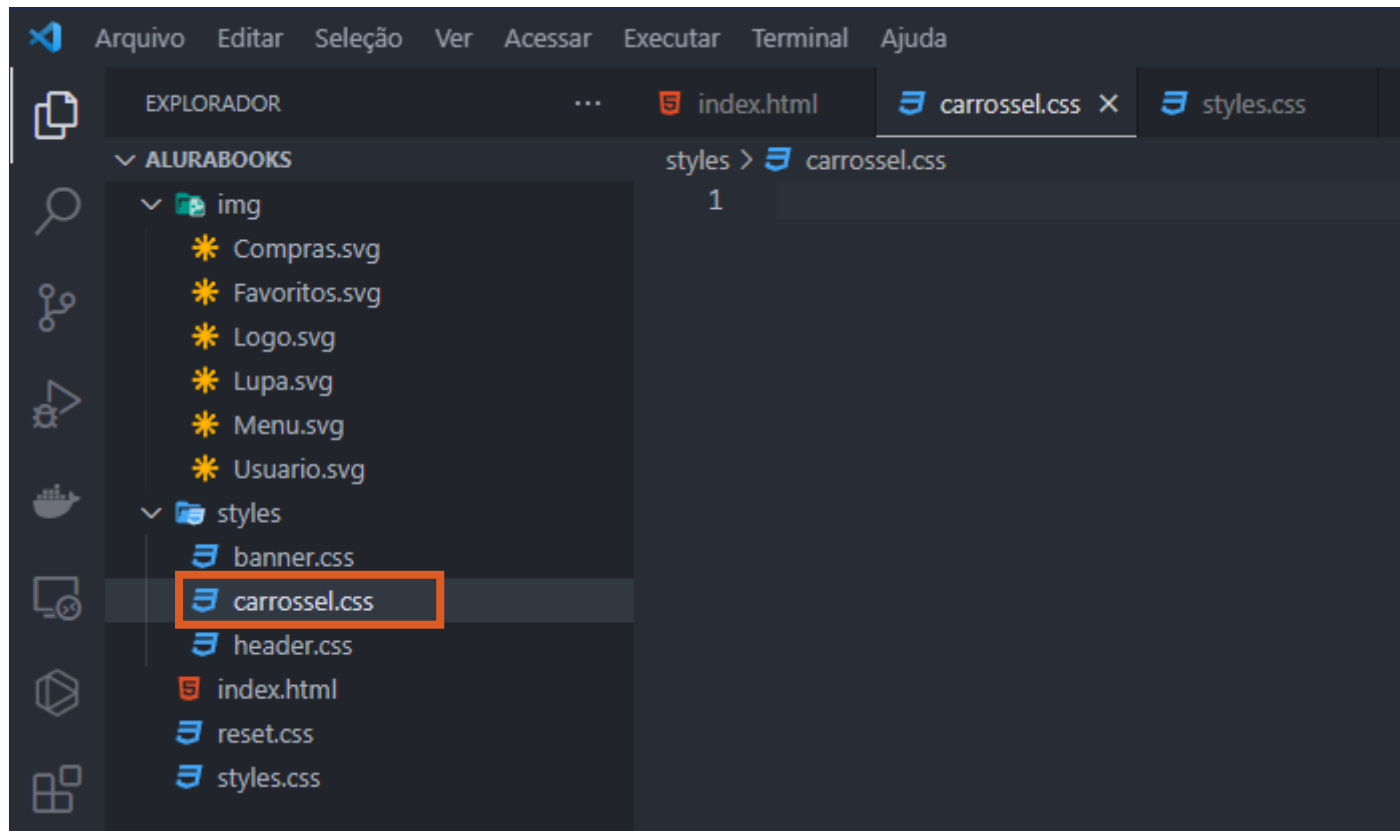 Arquivo Editar Seleção Ver Acessar Executar Terminal Ajuda
EXPLORADOR ···
index.html carrossel.css × styles.css
ALURABOOKS
styles > carrossel.css
1
img
Compras.svg
Favoritos.svg
Logo.svg
Lupa.svg
Menu.svg
Usuario.svg
styles
banner.css
carrossel.css
header.css
index.html
reset.css
styles.css